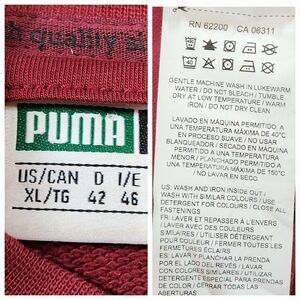 h quality s
PUMA
US/CAN D I/E
XL/TG 42 46
RN 62200 CA 06311
GENTLE MACHINE WASH IN LUKEWARM
WATER / DO NOT BLEACH / TUMBLE
DRY AT LOW TEMPERATURE / WARM
IRON / DO NOT DRY CLEAN
LAVADO EN MÁQUINA PERMITIDO A
UNA TEMPERATURA MÁXIMA DE 40°C
EN PROCESO SUAVE / NO USAR
BLANQUEADOR / SECADO EN MÁQUINA
PERMITIDO A UNA TEMPERATURA
MENOR / PLANCHADO PERMITIDO A
UNA TEMPERATURA MÁXIMA DE 150°C
/ NO LAVAR EN SECO
US: WASH AND IRON INSIDE OUT /
WASH WITH SIMILAR COLOURS / USE
DETERGENT FOR COLOURS / CLOSE ALL
FASTENINGS
FR: LAVER ET REPASSER À L'ENVERS
/ LAVER AVEC DES COULEURS
SIMILAIRES / UTILISER DÉTERGENT
POUR COULEUR / FERMER TOUTES LES
FERMETURES ÉCLAIRS ET LES
FERMETURES
ES: LAVAR Y PLANCHAR LA PRENDA
POR EL LADO DEL REVÉS / LAVAR
CON COLORES SIMILARES / UTILIZAR
DETERGENTE PARA PRENDAS DE
COLOR / CERRAR TODAS LAS